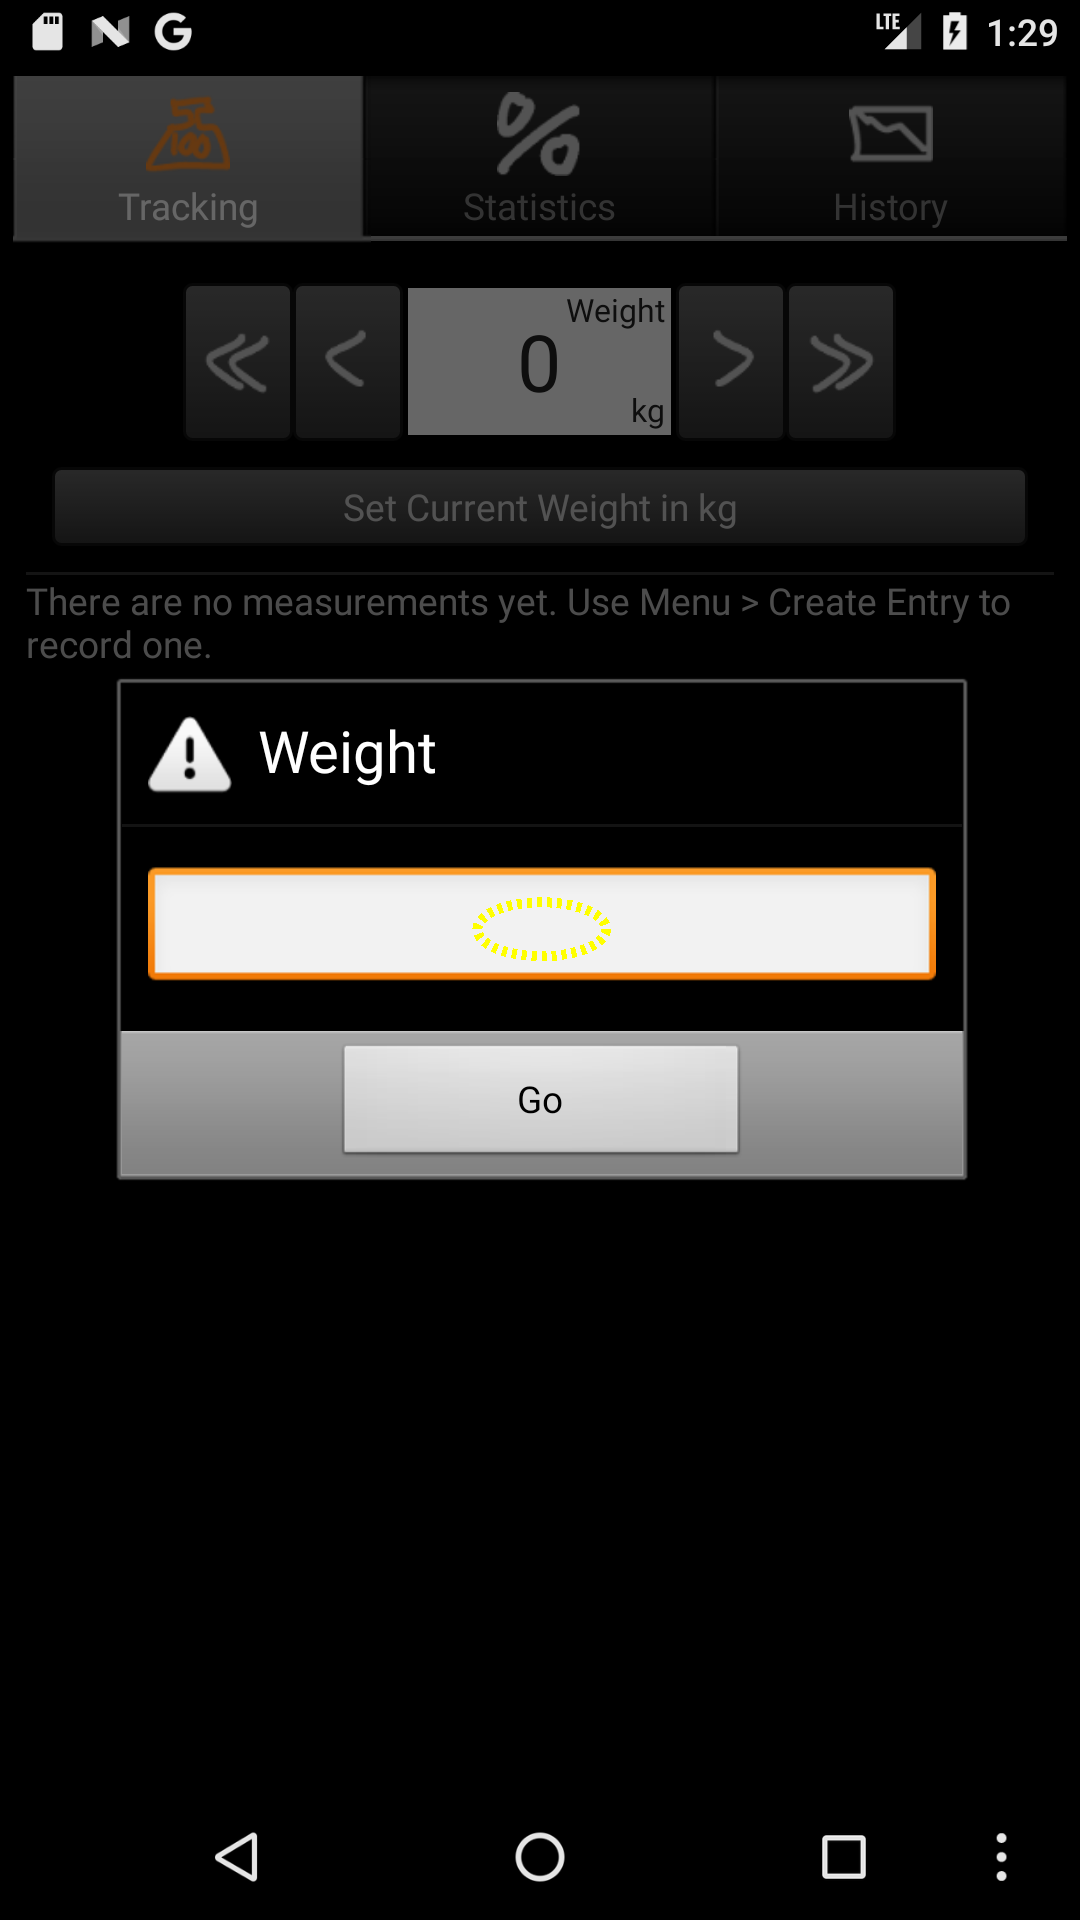 LTE 1:29
Tracking
Statistics
History
Weight
0
kg
Set Current Weight in kg
There are no measurements yet. Use Menu > Create Entry to
record one.
Weight
Go